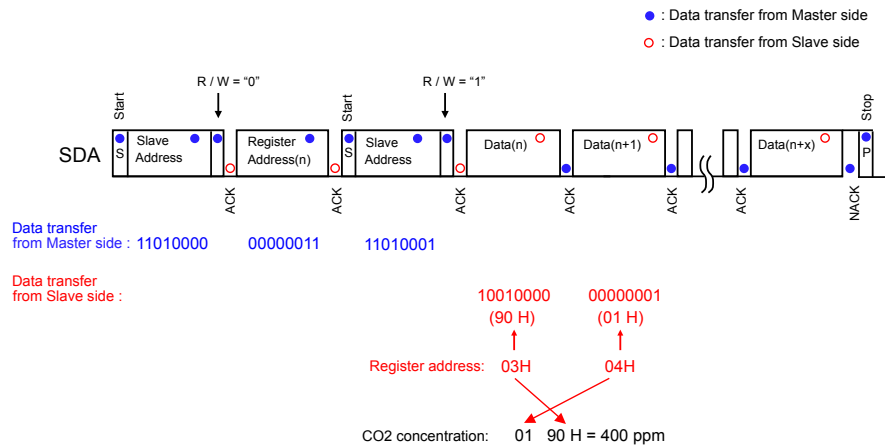 : Data transfer from Master side
: Data transfer from Slave side
R / W = “0” R / W = “1”
Start Start Stop
SDA S Slave Address Register Address(n) S Slave Address Data(n) Data(n+1) Data(n+x) P
ACK ACK ACK ACK ACK ACK NACK
Data transfer
from Master side : 11010000 00000011 11010001
Data transfer
from Slave side :
10010000 00000001
(90 H) (01 H)
Register address: 03H 04H
CO2 concentration: 01 90 H = 400 ppm